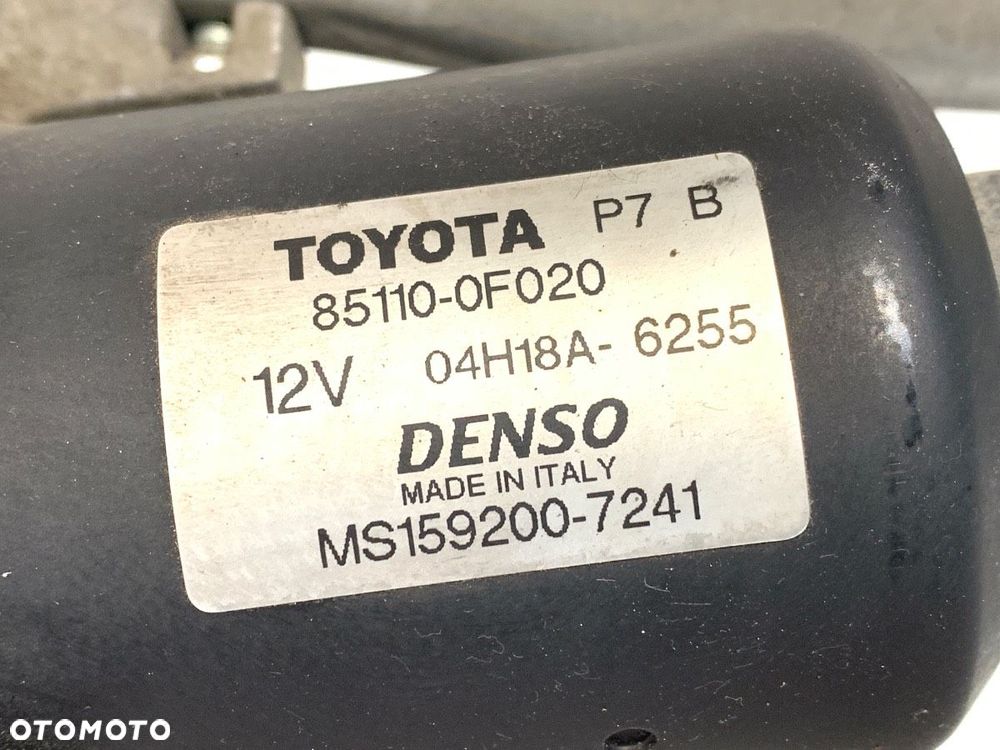 TOYOTA P7 B
85110-0F020
12V 04H18A- 6255
DENSO
MADE IN ITALY
MS159200-7241
OTOMOTO